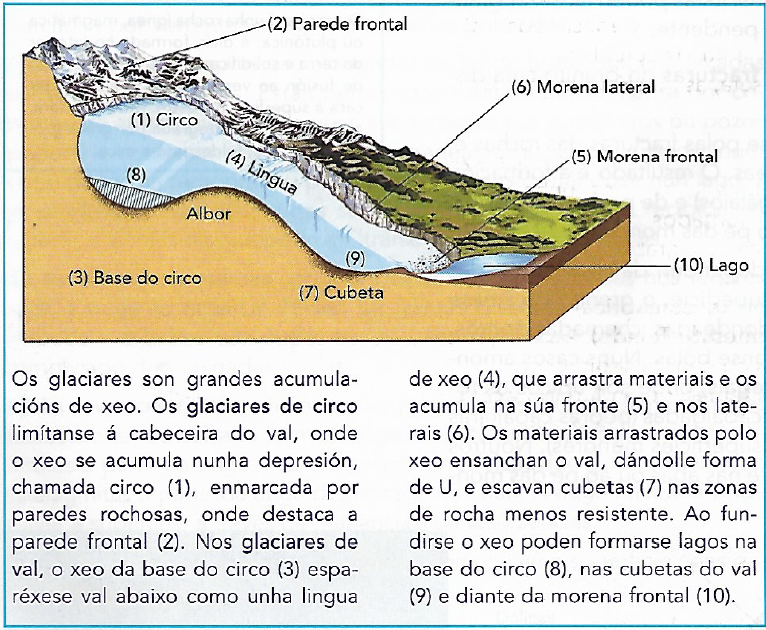 (2) Parede frontal
(6) Morena lateral
(1) Circo
(4) Lingua
(5) Morena frontal
(8)
Albor
(9)
(10) Lago
(3) Base do circo
(7) Cubeta
Os glaciares son grandes acumula-
cións de xeo. Os glaciares de circo
limítanse á cabeceira do val, onde
o xeo se acumula nunha depresión,
chamada circo (1), enmarcada por
paredes rochosas, onde destaca a
parede frontal (2). Nos glaciares de
val, o xeo da base do circo (3) espa-
réxese val abaixo como unha lingua
de xeo (4), que arrastra materiais e os
acumula na súa fronte (5) e nos late-
rais (6). Os materiais arrastrados polo
xeo ensanchan o val, dándolle forma
de U, e escavan cubetas (7) nas zonas
de rocha menos resistente. Ao fun-
dirse o xeo poden formarse lagos na
base do circo (8), nas cubetas do val
(9) e diante da morena frontal (10).